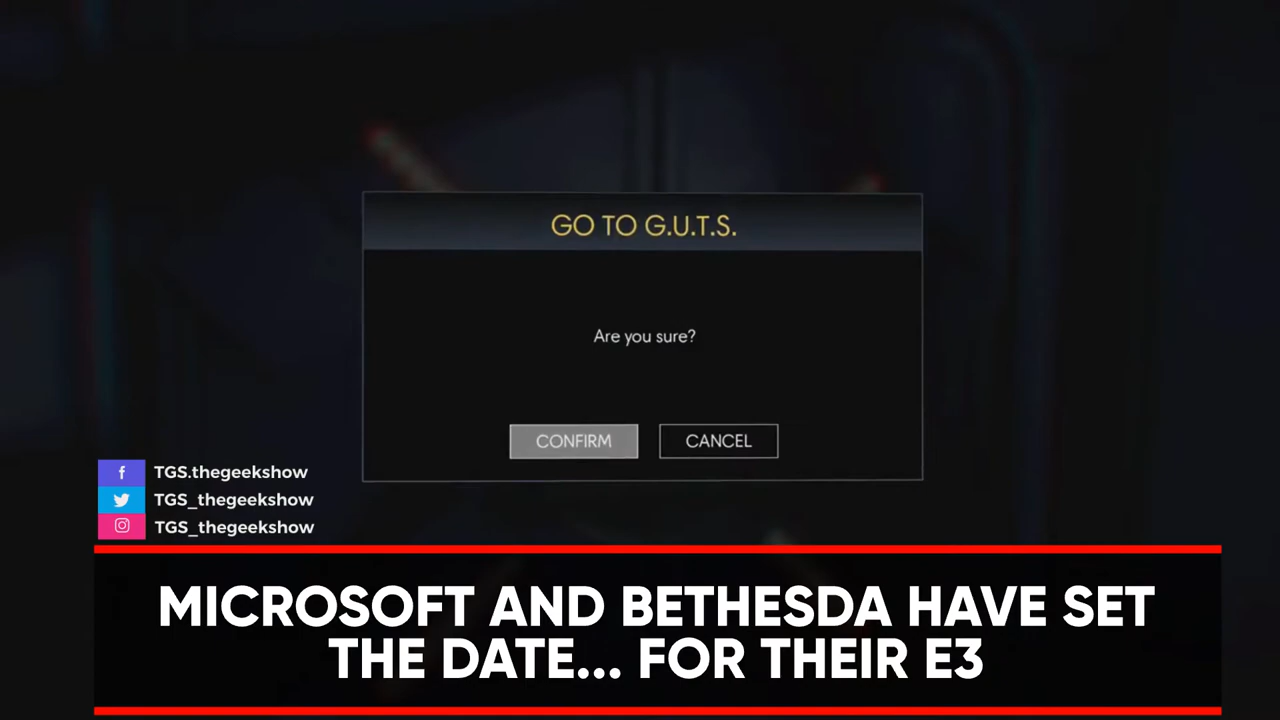 GO TO G.U.T.S.
Are you sure?
CONFIRM
CANCEL
TGS.thegeekshow
TGS_thegeekshow
TGS_thegeekshow
MICROSOFT AND BETHESDA HAVE SET
THE DATE... FOR THEIR E3